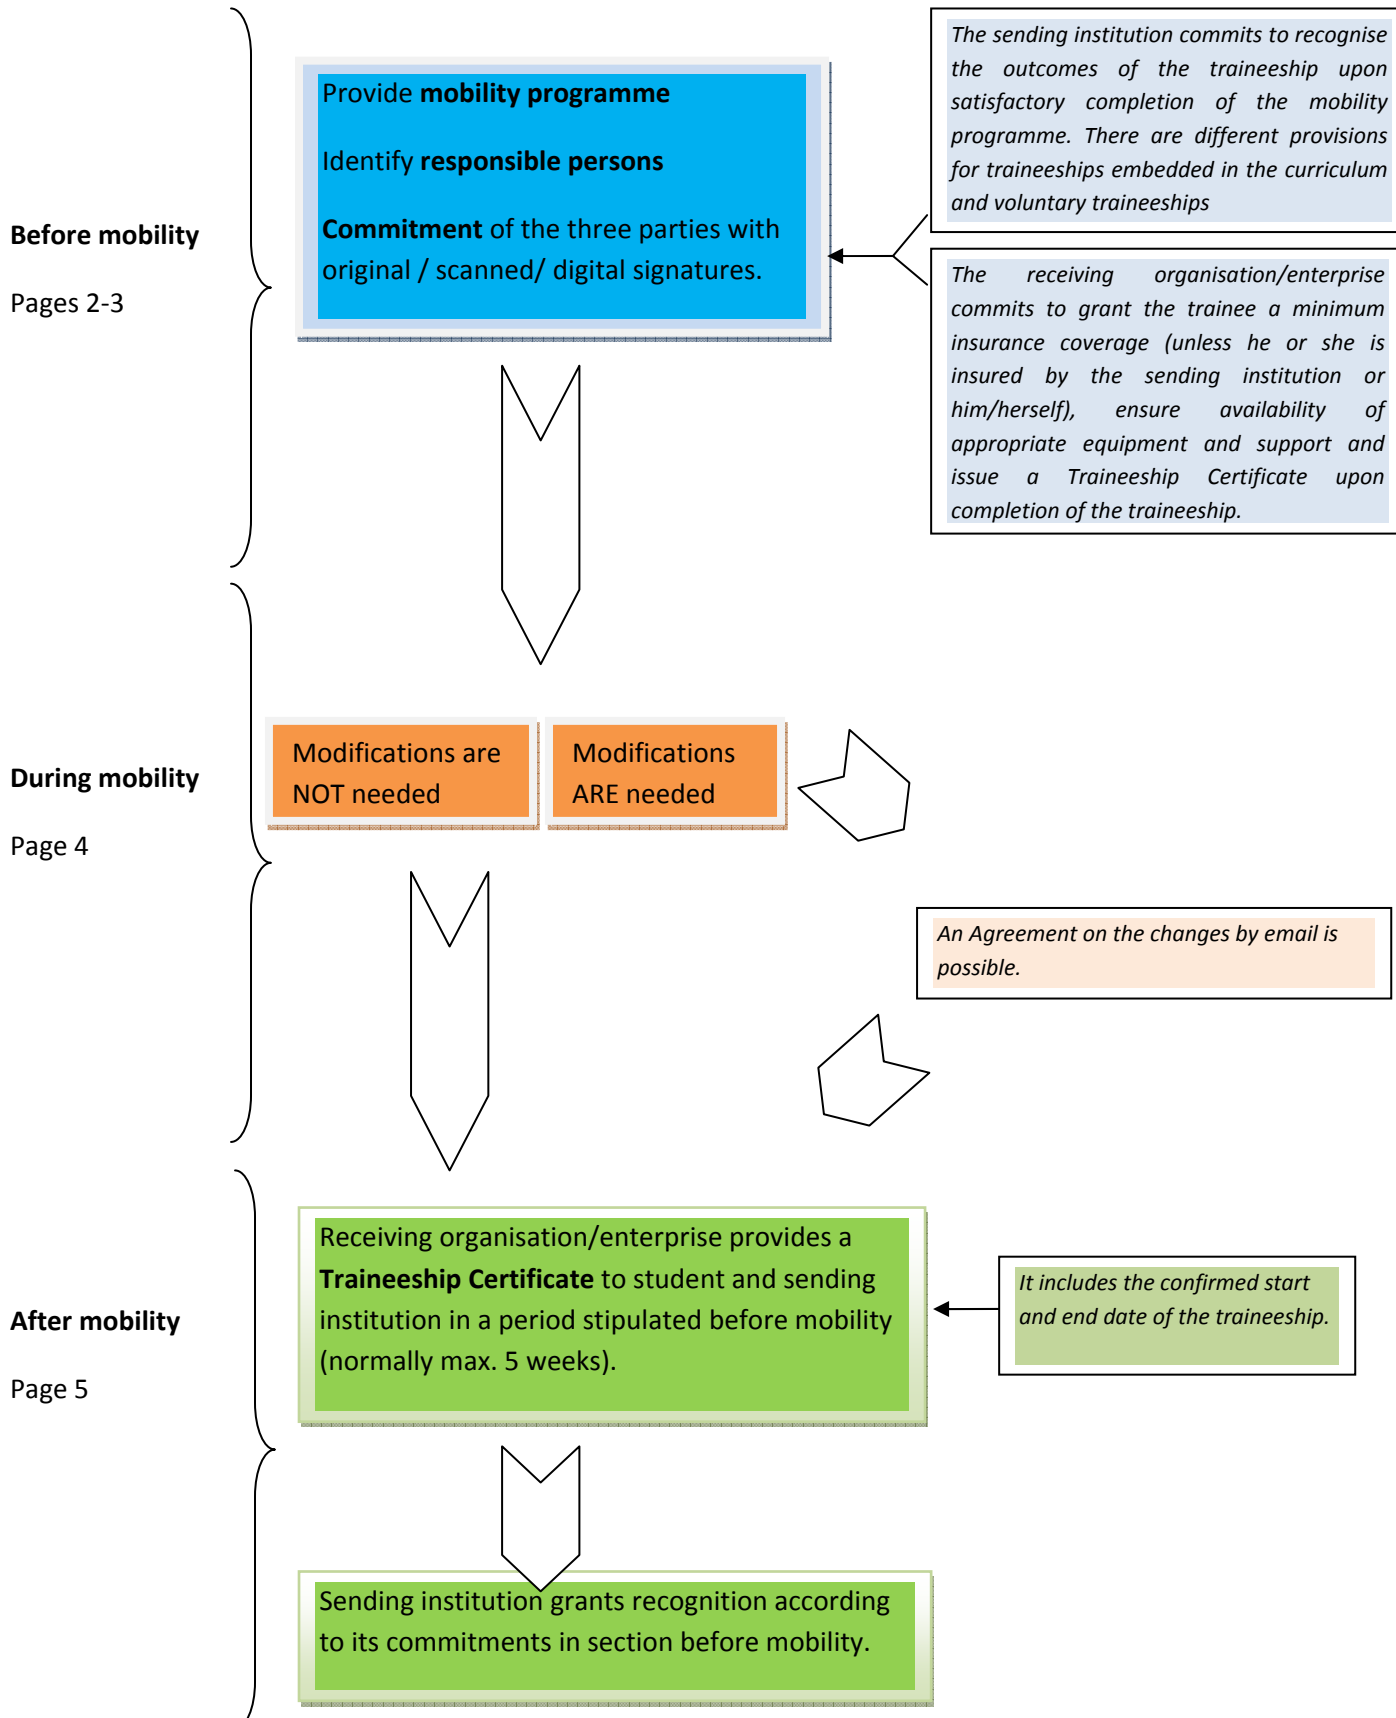 Before mobility
Pages 2-3
Provide mobility programme
Identify responsible persons
Commitment of the three parties with
original / scanned/ digital signatures.
The sending institution commits to recognise
the outcomes of the traineeship upon
satisfactory completion of the mobility
programme. There are different provisions
for traineeships embedded in the curriculum
and voluntary traineeships
The receiving organisation/enterprise
commits to grant the trainee a minimum
insurance coverage (unless he or she is
insured by the sending institution or
him/herself), ensure availability of
appropriate equipment and support and
issue a Traineeship Certificate upon
completion of the traineeship.
During mobility
Page 4
Modifications are
NOT needed
Modifications
ARE needed
An Agreement on the changes by email is
possible.
After mobility
Page 5
Receiving organisation/enterprise provides a
Traineeship Certificate to student and sending
institution in a period stipulated before mobility
(normally max. 5 weeks).
It includes the confirmed start
and end date of the traineeship.
Sending institution grants recognition according
to its commitments in section before mobility.